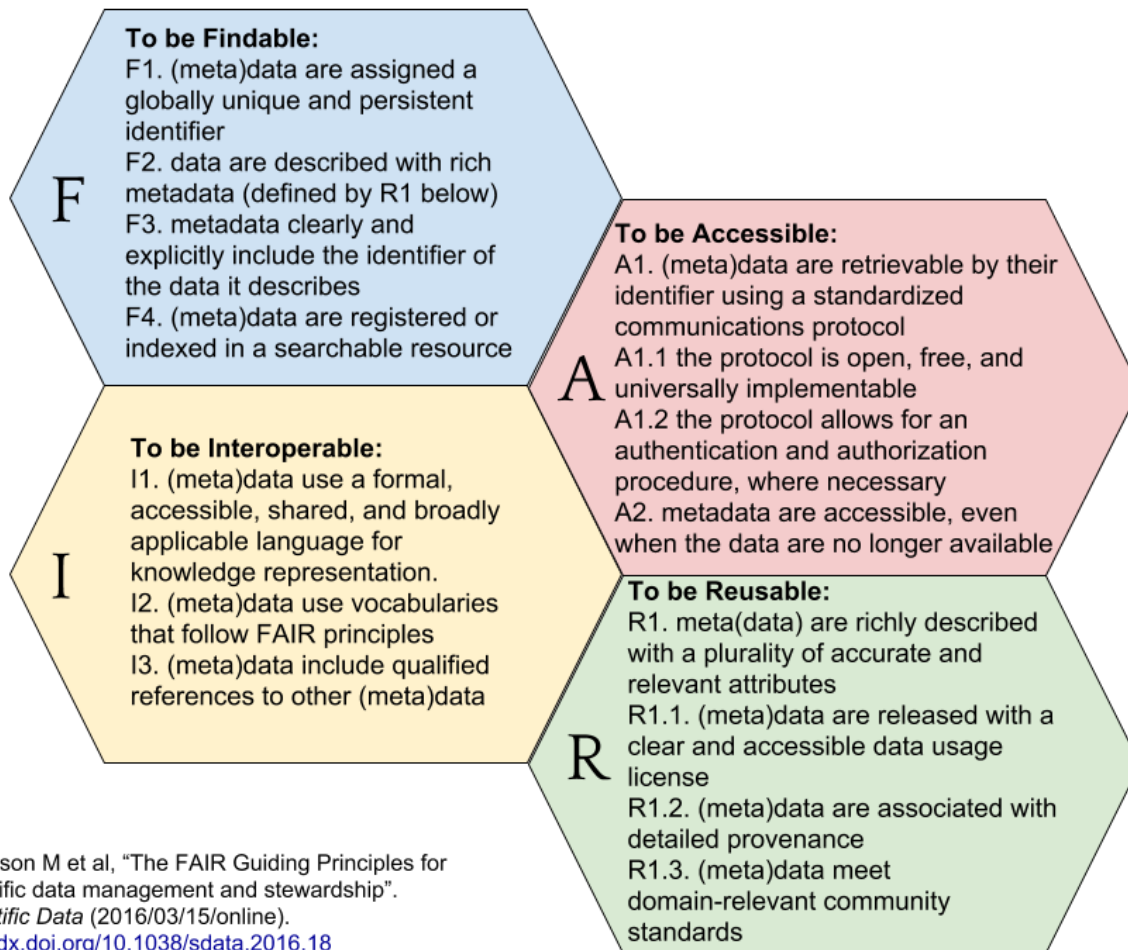 To be Findable:
F1. (meta)data are assigned a
globally unique and persistent
identifier
F2. data are described with rich
metadata (defined by R1 below)
F3. metadata clearly and
explicitly include the identifier of
the data it describes
F4. (meta)data are registered or
indexed in a searchable resource
F
To be Accessible:
A1. (meta)data are retrievable by their
identifier using a standardized
communications protocol
A1.1 the protocol is open, free, and
universally implementable
A1.2 the protocol allows for an
authentication and authorization
procedure, where necessary
A2. metadata are accessible, even
when the data are no longer available
A
To be Interoperable:
I1. (meta)data use a formal,
accessible, shared, and broadly
applicable language for
knowledge representation.
I2. (meta)data use vocabularies
that follow FAIR principles
I3. (meta)data include qualified
references to other (meta)data
I
To be Reusable:
R1. meta(data) are richly described
with a plurality of accurate and
relevant attributes
R1.1. (meta)data are released with a
clear and accessible data usage
license
R1.2. (meta)data are associated with
detailed provenance
R1.3. (meta)data meet
domain-relevant community
standards
R
son M et al, “The FAIR Guiding Principles for
ific data management and stewardship”.
tific Data (2016/03/15/online).
dx.doi.org/10.1038/sdata.2016.18